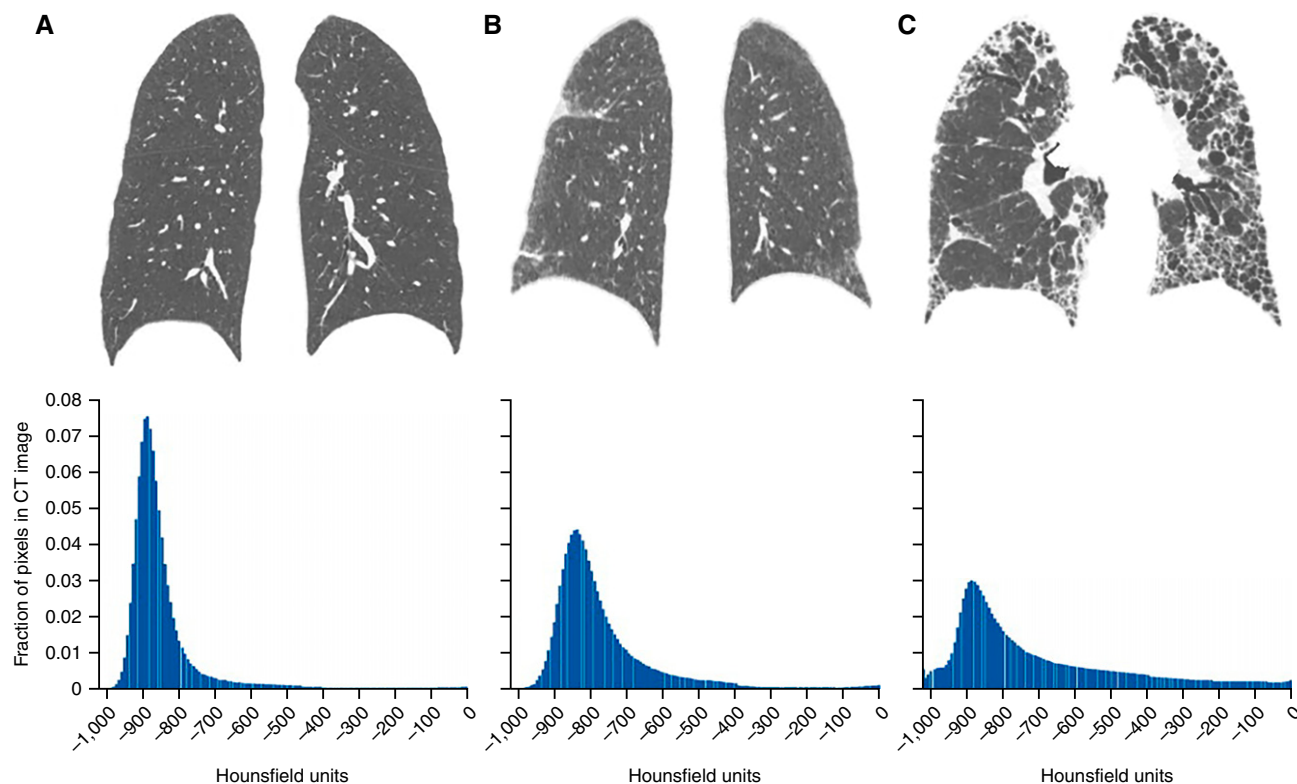 A
B
C
Fraction of pixels in CT image
0.08
0.07
0.06
0.05
0.04
0.03
0.02
0.01
0
−1,000 −900 −800 −700 −600 −500 −400 −300 −200 −100 0
−1,000 −900 −800 −700 −600 −500 −400 −300 −200 −100 0
−1,000 −900 −800 −700 −600 −500 −400 −300 −200 −100 0
Hounsfield units
Hounsfield units
Hounsfield units